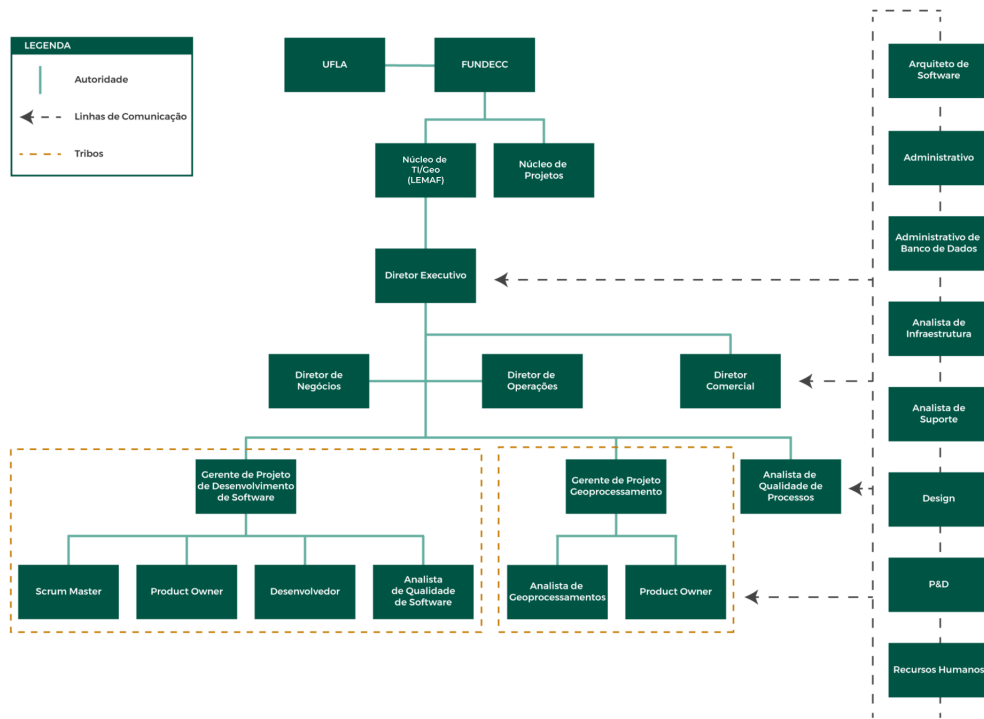 LEGENDA
Autoridade
Linhas de Comunicação
Tribos
UFLA
FUNDECC
Núcleo de
TI/Geo
(LEMAF)
Núcleo de
Projetos
Diretor Executivo
Diretor de
Negócios
Diretor de
Operações
Diretor
Comercial
Gerente de Projeto
de Desenvolvimento
de Software
Gerente de Projeto
Geoprocessamento
Analista de
Qualidade de
Processos
Scrum Master
Product Owner
Desenvolvedor
Analista
de Qualidade
de Software
Analista de
Geoprocessamentos
Product Owner
Arquiteto de
Software
Administrativo
Administrativo de
Banco de Dados
Analista de
Infraestrutura
Analista de
Suporte
Design
P&D
Recursos Humanos